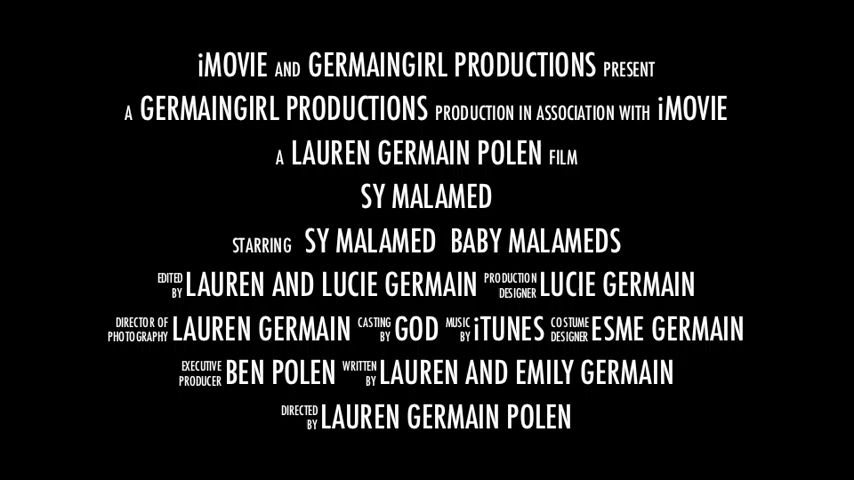 iMOVIE AND GERMAINGIRL PRODUCTIONS PRESENT
A GERMAINGIRL PRODUCTIONS PRODUCTION IN ASSOCIATION WITH iMOVIE
A LAUREN GERMAIN POLEN FILM
SY MALAMED
STARRING SY MALAMED BABY MALAMEDS
EDITED BY LAUREN AND LUCIE GERMAIN PRODUCTION DESIGNER LUCIE GERMAIN
DIRECTOR OF PHOTOGRAPHY LAUREN GERMAIN CASTING BY GOD MUSIC BY iTUNES COSTUME DESIGNER ESME GERMAIN
EXECUTIVE PRODUCER BEN POLEN WRITTEN BY LAUREN AND EMILY GERMAIN
DIRECTED BY LAUREN GERMAIN POLEN